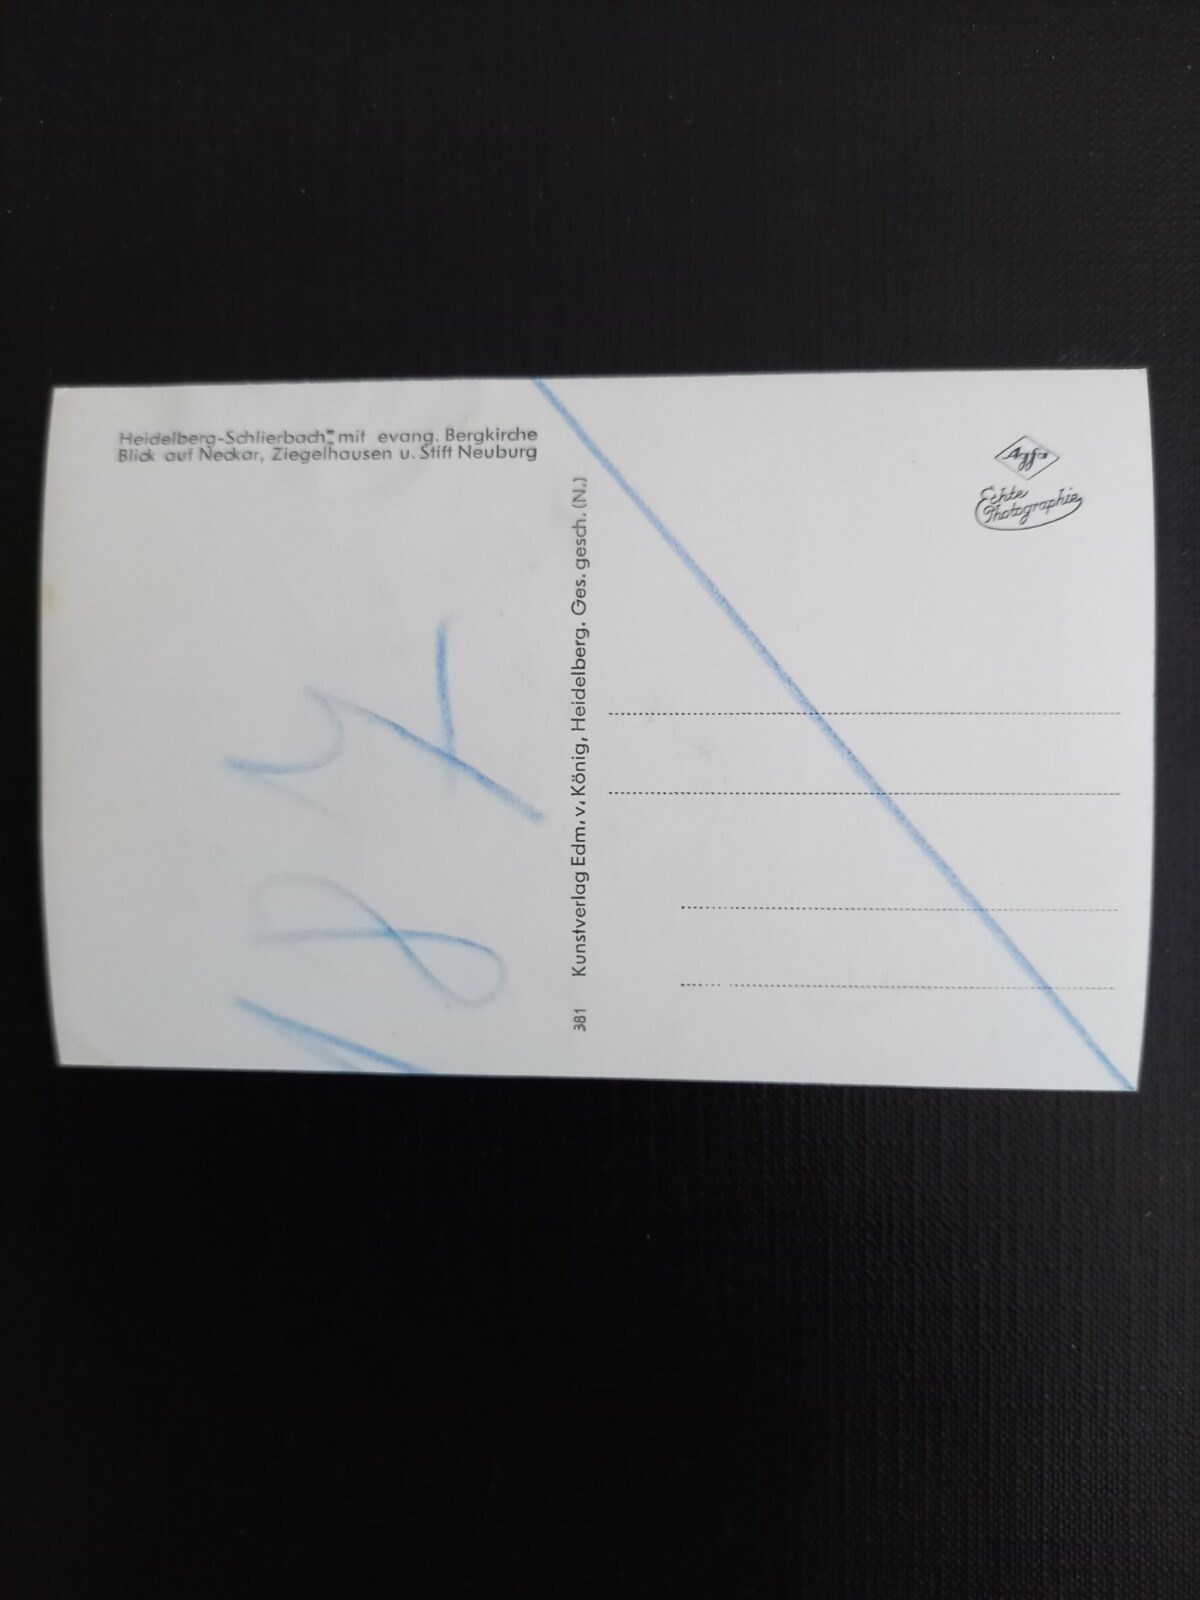 Heidelberg-Schlierbach mit evang. Bergkirche
Blick auf Neckar, Ziegelhausen u. Stift Neuburg
381 Kunstverlag Edm. v. König, Heidelberg. Ges. gesch. (N.)
Agfa
Echte
Photographie